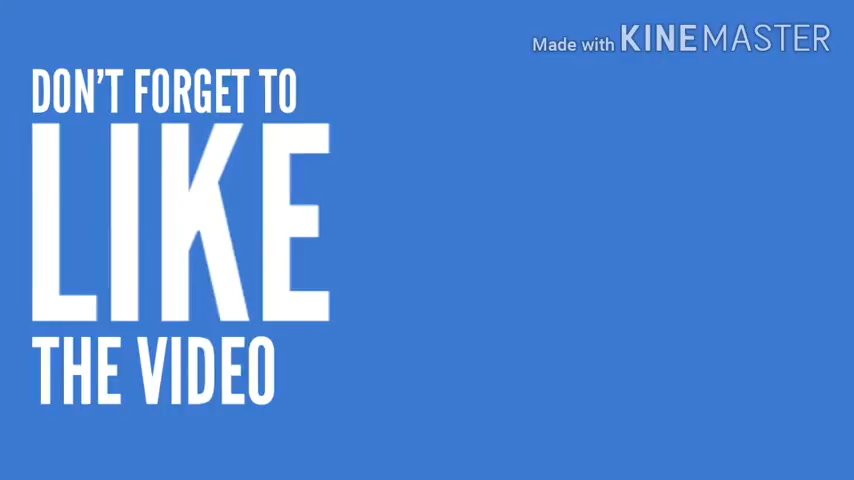 Made with KINEMASTER
DON'T FORGET TO
LIKE
THE VIDEO